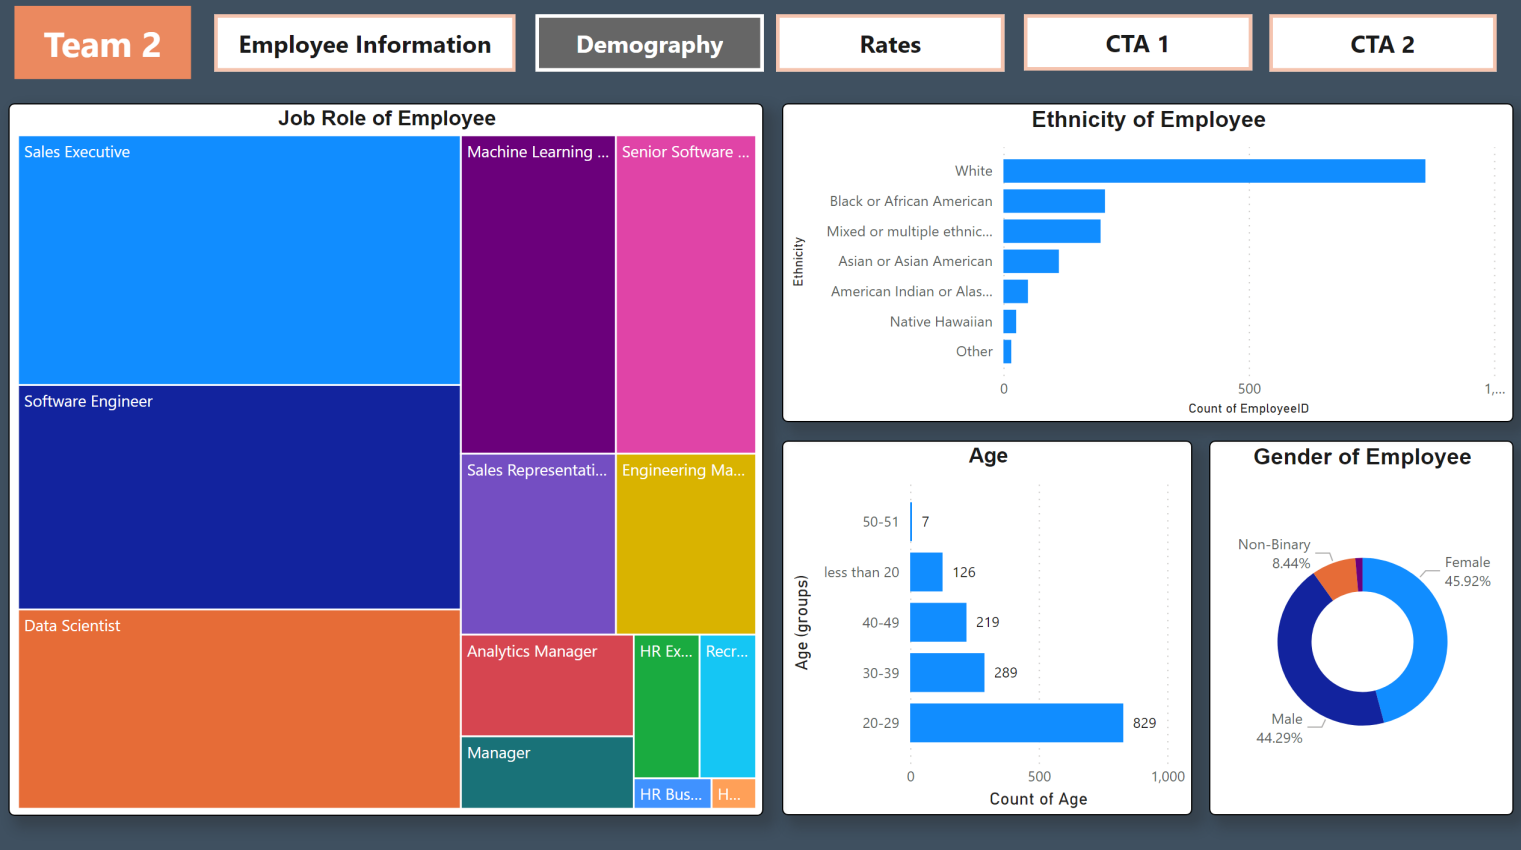 Team 2
Employee Information
Demography
Rates
CTA 1
CTA 2
Job Role of Employee
Sales Executive
Machine Learning ...
Senior Software ...
Software Engineer
Sales Representati...
Engineering Ma...
Data Scientist
Analytics Manager
HR Ex...
Recr...
Manager
HR Bus...
H...
Ethnicity of Employee
Ethnicity
White
Black or African American
Mixed or multiple ethnic...
Asian or Asian American
American Indian or Alas...
Native Hawaiian
Other
0
500
1,...
Count of EmployeeID
Age
Age (groups)
50-51
7
less than 20
126
40-49
219
30-39
289
20-29
829
0
500
1,000
Count of Age
Gender of Employee
Non-Binary
8.44%
Female
45.92%
Male
44.29%